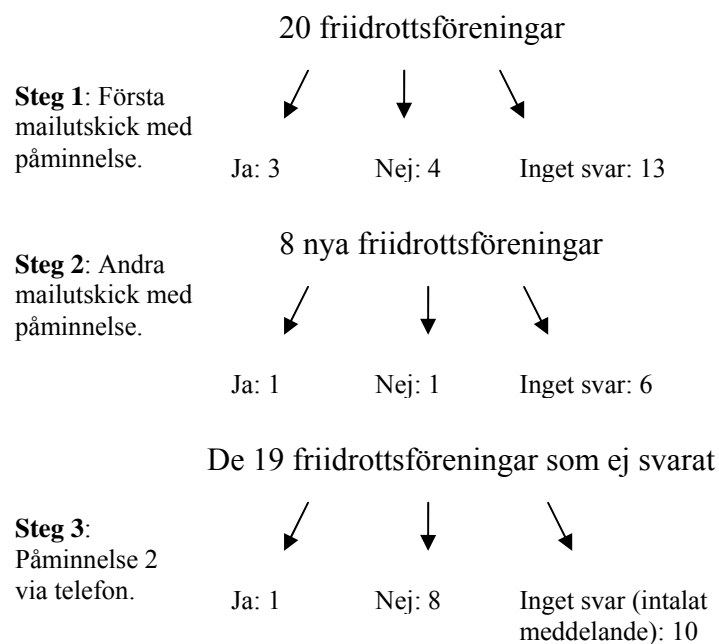 20 friidrottsföreningar
Steg 1: Första
mailutskick med
påminnelse.
Ja: 3 Nej: 4 Inget svar: 13
8 nya friidrottsföreningar
Steg 2: Andra
mailutskick med
påminnelse.
Ja: 1 Nej: 1 Inget svar: 6
De 19 friidrottsföreningar som ej svarat
Steg 3:
Påminnelse 2
via telefon.
Ja: 1 Nej: 8 Inget svar (intalat
meddelande): 10